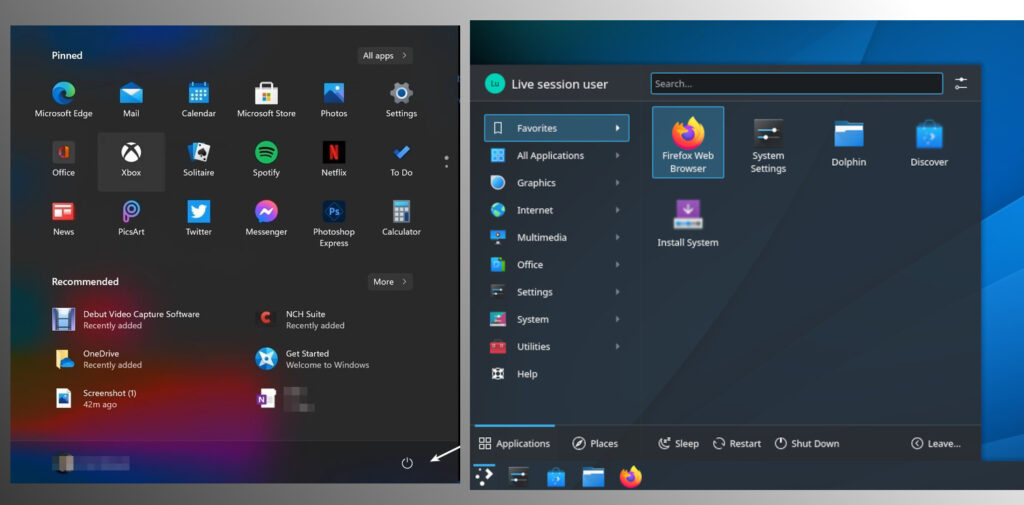 Pinned
All apps
Microsoft Edge
Mail
Calendar
Microsoft Store
Photos
Settings
Office
Xbox
Solitaire
Spotify
Netflix
To Do
News
PicsArt
Twitter
Messenger
Ps
Photoshop
Express
Calculator
Recommended
More
Debut Video Capture Software
Recently added
NCH Suite
Recently added
OneDrive
Recently added
Get Started
Welcome to Windows
Screenshot (1)
42m ago
N
Lu
Live session user
Search...
Favorites
All Applications
Graphics
Internet
Multimedia
Office
Settings
System
Utilities
Help
Firefox Web
Browser
System
Settings
Dolphin
Discover
Install System
Applications
Places
Sleep
Restart
Shut Down
Leave...